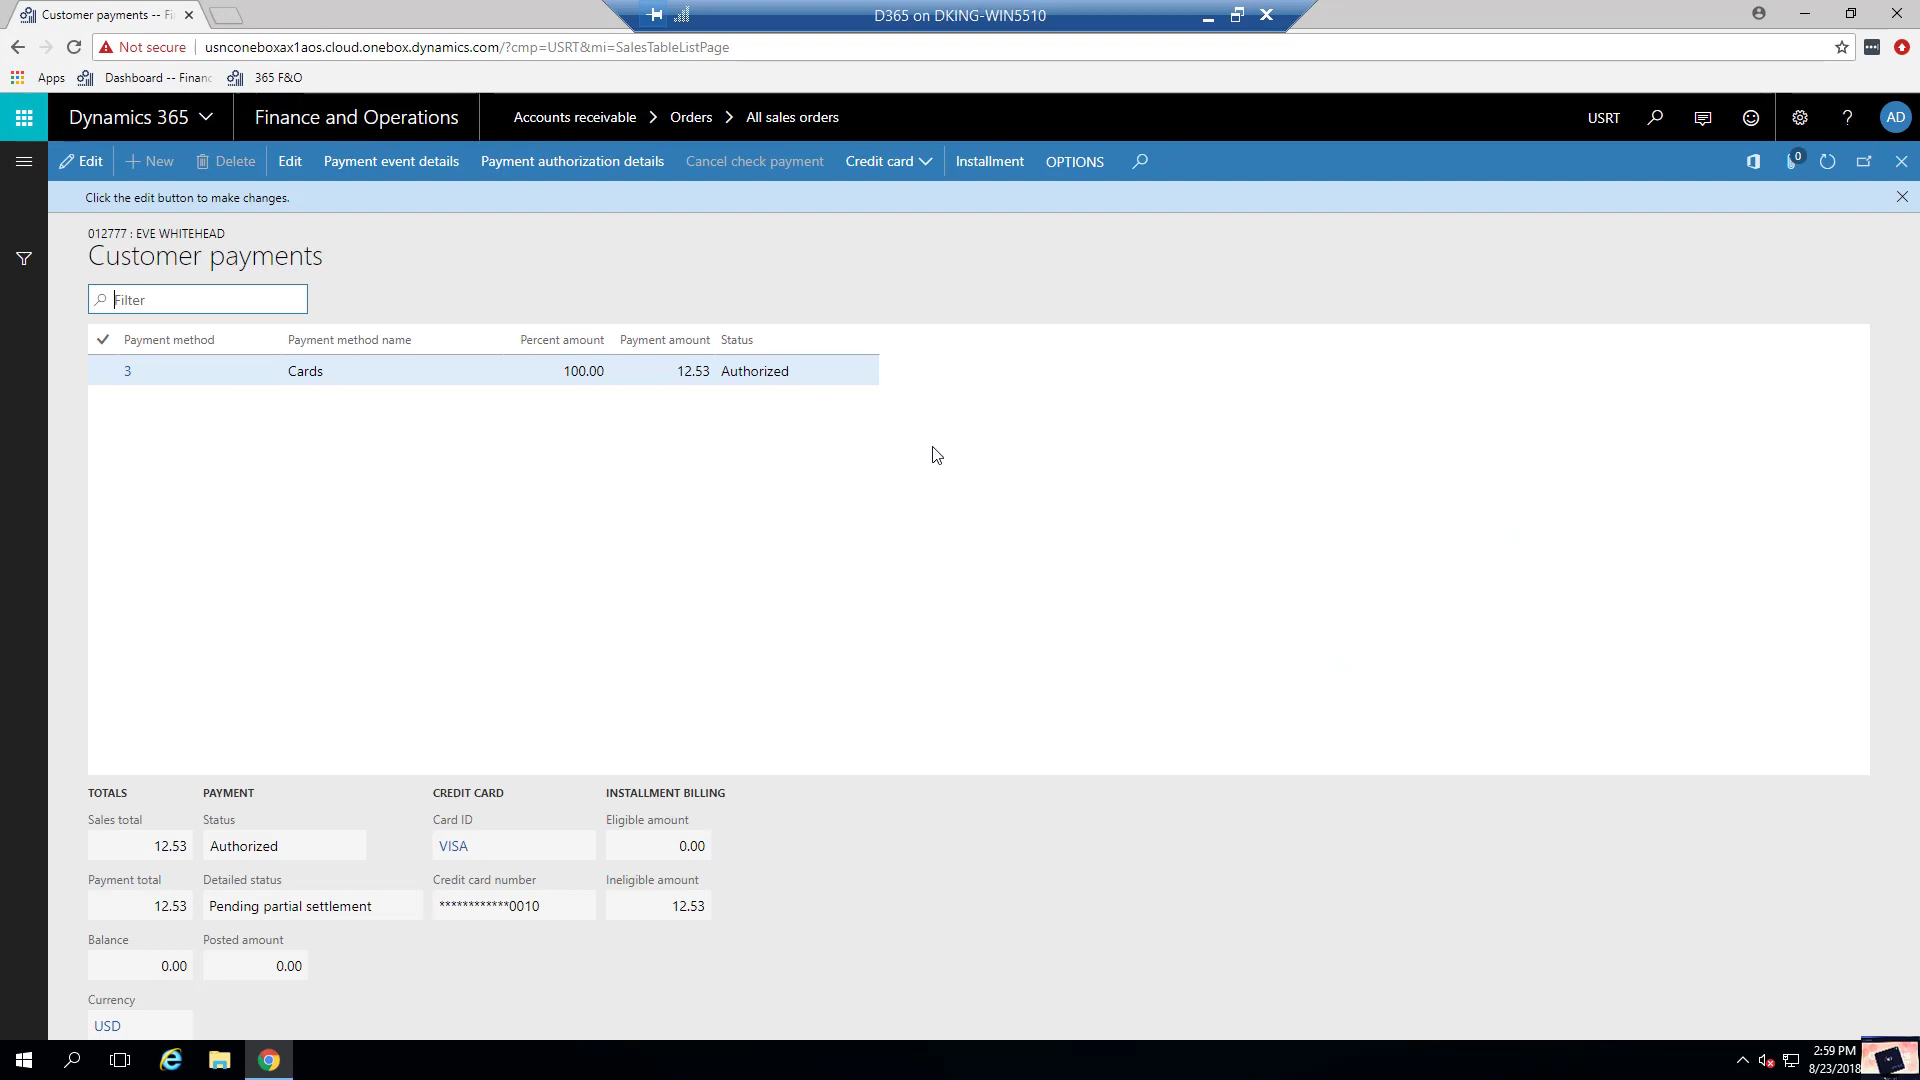 Customer payments -- Fi
D365 on DKING-WIN5510
Not secure
usnconeboxax1aos.cloud.onebox.dynamics.com/?cmp=USRT&mi=SalesTableListPage
Apps
Dashboard -- Financ
365 F&O
Dynamics 365
Finance and Operations
Accounts receivable
Orders
All sales orders
USRT
?
AD
Edit
New
Delete
Edit
Payment event details
Payment authorization details
Cancel check payment
Credit card
Installment
OPTIONS
0
Click the edit button to make changes.
012777 : EVE WHITEHEAD
Customer payments
Filter
Payment method Payment method name Percent amount Payment amount Status
3 Cards 100.00 12.53 Authorized
TOTALS PAYMENT CREDIT CARD INSTALLMENT BILLING
Sales total Status Card ID Eligible amount
12.53 Authorized VISA 0.00
Payment total Detailed status Credit card number Ineligible amount
12.53 Pending partial settlement ************0010 12.53
Balance Posted amount
0.00 0.00
Currency
USD
2:59 PM
8/23/2018